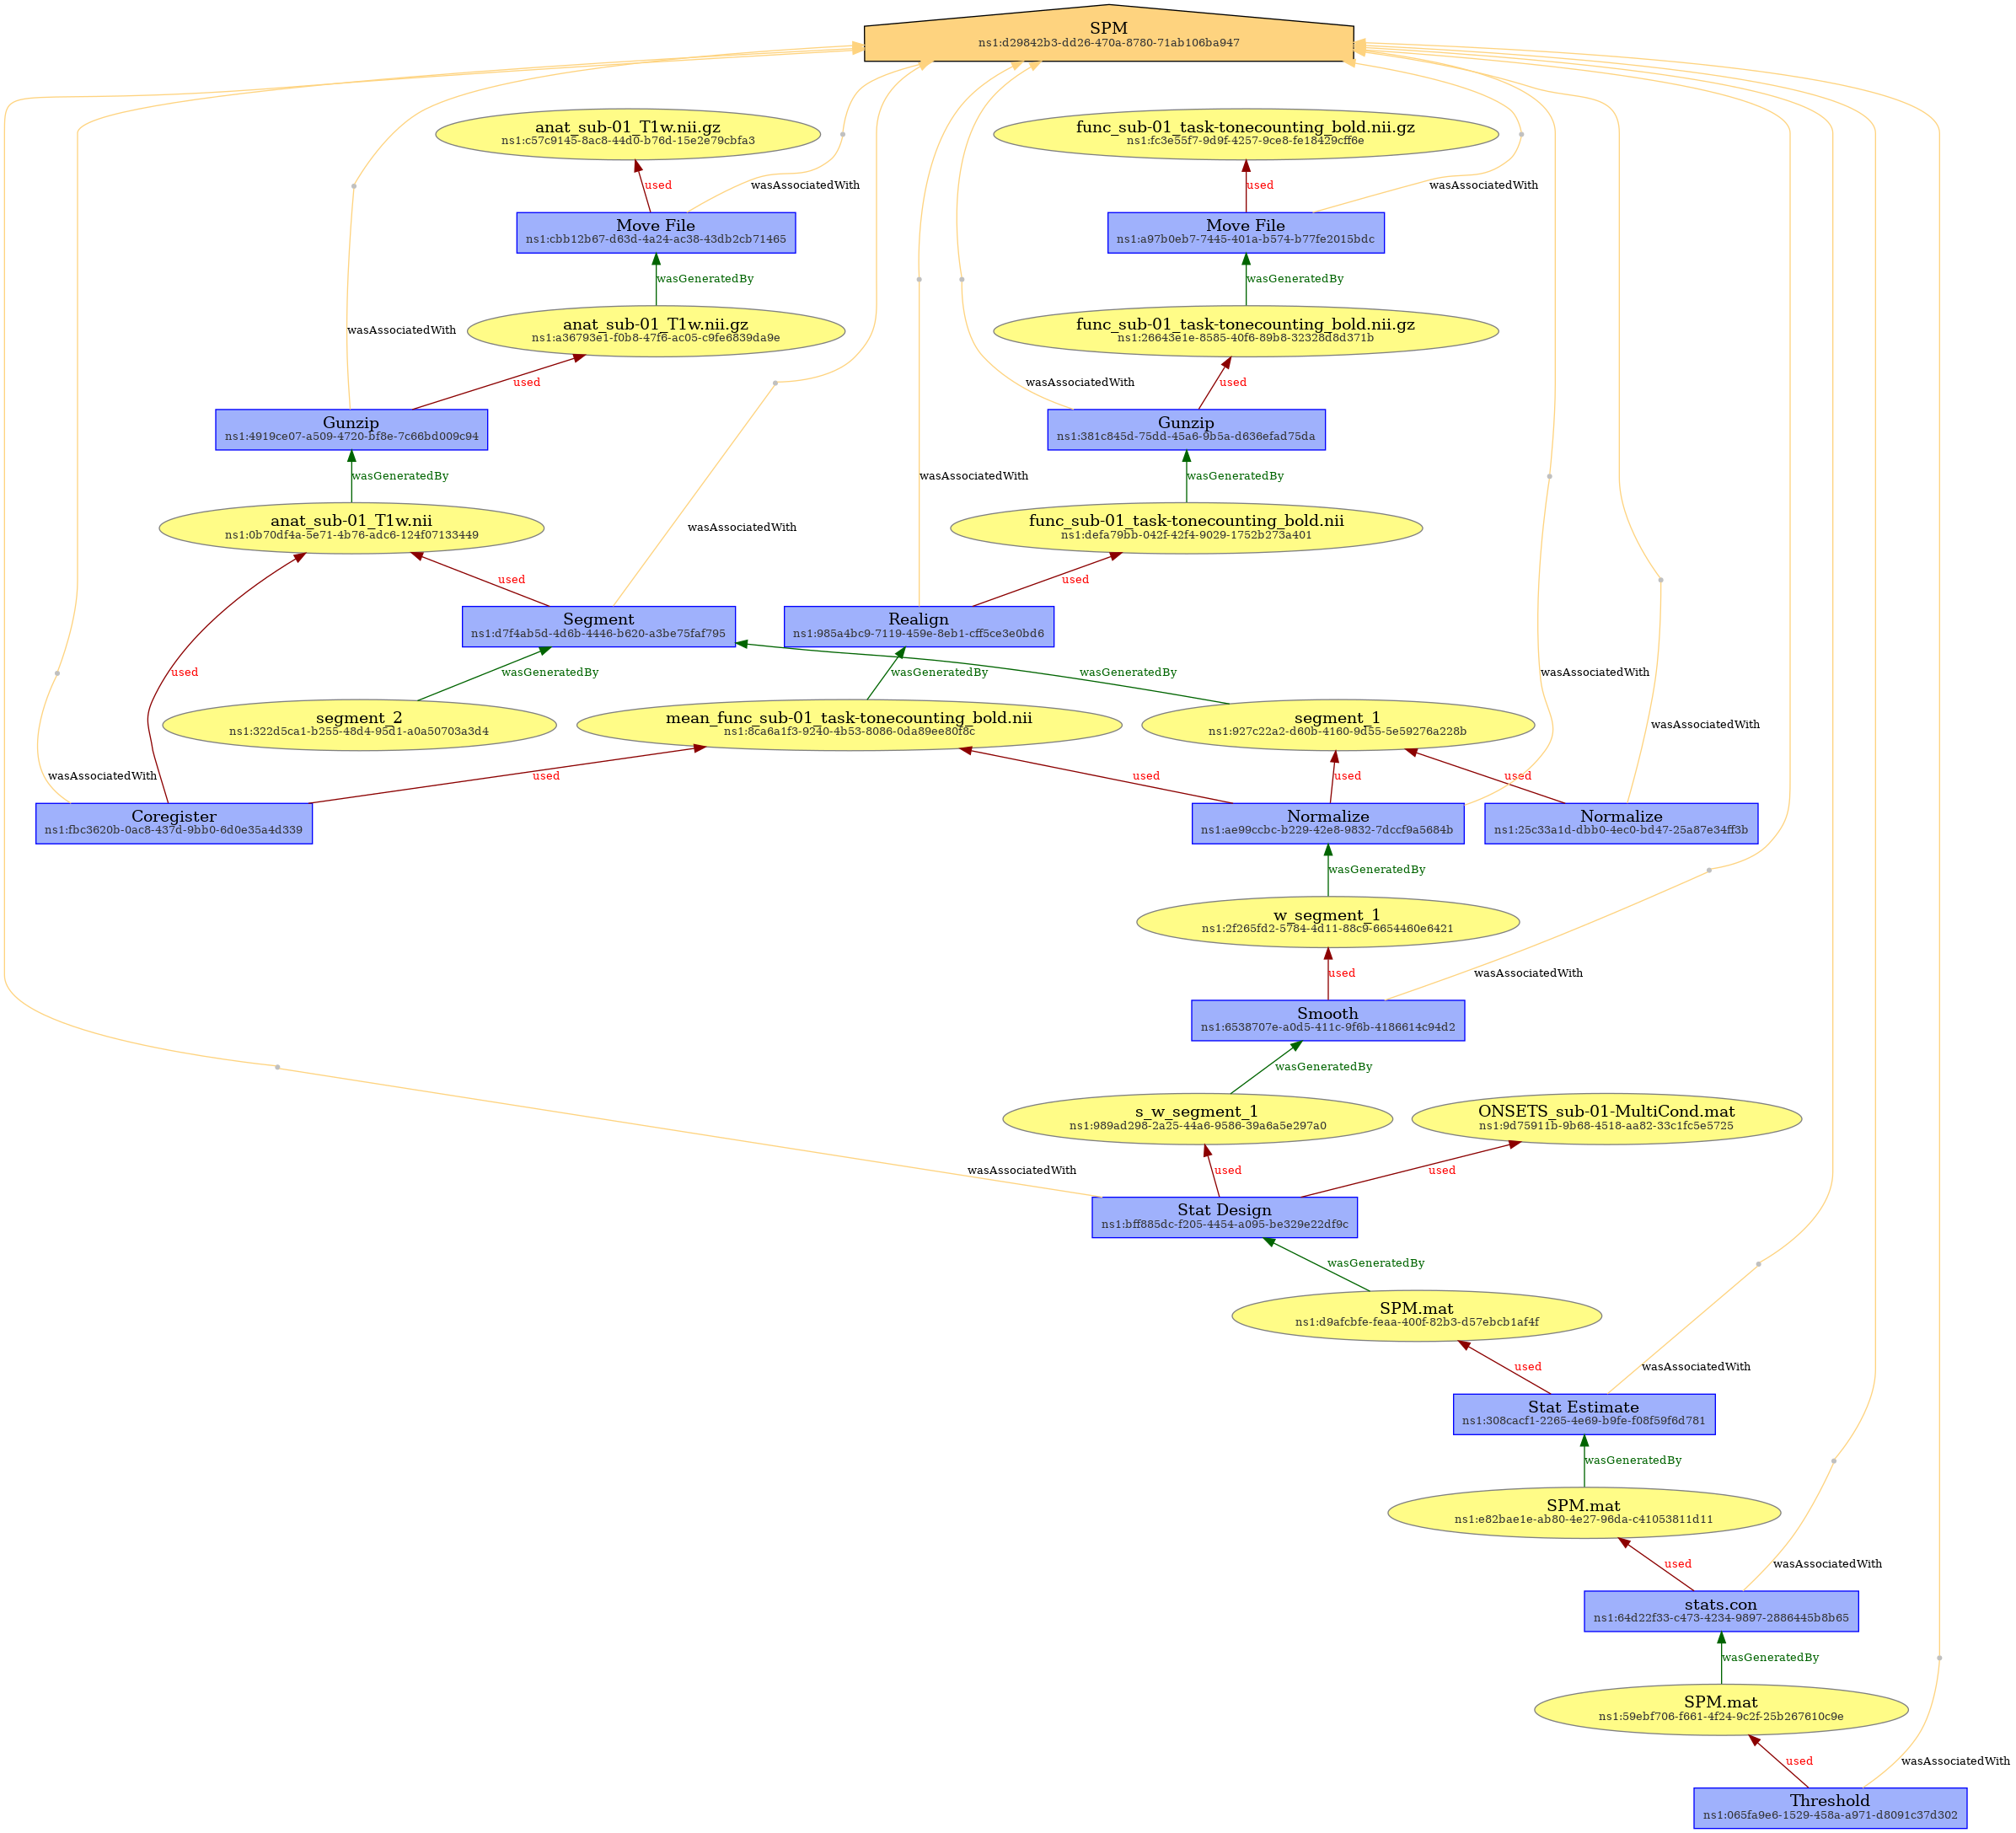 SPM
ns1:d29842b3-dd26-470a-8780-71ab106ba947
anat_sub-01_T1w.nii.gz
ns1:c57c9145-8ac8-44d0-b76d-15e2e79cbfa3
func_sub-01_task-tonecounting_bold.nii.gz
ns1:fc3e55f7-9d9f-4257-9ce8-fe18429cff6e
used
wasAssociatedWith
used
wasAssociatedWith
Move File
ns1:cbb12b67-d63d-4a24-ac38-43db2cb71465
Move File
ns1:a97b0eb7-7445-401a-b574-b77fe2015bdc
wasGeneratedBy
wasGeneratedBy
wasAssociatedWith
anat_sub-01_T1w.nii.gz
ns1:a36793e1-f0b8-47f6-ac05-c9fe6839da9e
func_sub-01_task-tonecounting_bold.nii.gz
ns1:26643e1e-8585-40f6-89b8-32328d8d371b
used
wasAssociatedWith
used
Gunzip
ns1:4919ce07-a509-4720-bf8e-7c66bd009c94
Gunzip
ns1:381c845d-75dd-45a6-9b5a-d636efad75da
wasGeneratedBy
wasAssociatedWith
wasGeneratedBy
anat_sub-01_T1w.nii
ns1:0b70df4a-5e71-4b76-adc6-124f07133449
wasAssociatedWith
func_sub-01_task-tonecounting_bold.nii
ns1:defa79bb-042f-42f4-9029-1752b273a401
used
used
Segment
ns1:d7f4ab5d-4d6b-4446-b620-a3be75faf795
Realign
ns1:985a4bc9-7119-459e-8eb1-cff5ce3e0bd6
used
wasGeneratedBy
wasGeneratedBy
wasGeneratedBy
wasAssociatedWith
segment_2
ns1:322d5ca1-b255-48d4-95d1-a0a50703a3d4
mean_func_sub-01_task-tonecounting_bold.nii
ns1:8ca6a1f3-9240-4b53-8086-0da89ee80f8c
segment_1
ns1:927c22a2-d60b-4160-9d55-5e59276a228b
wasAssociatedWith
wasAssociatedWith
used
used
used
used
Coregister
ns1:fbc3620b-0ac8-437d-9bb0-6d0e35a4d339
Normalize
ns1:ae99ccbc-b229-42e8-9832-7dccf9a5684b
Normalize
ns1:25c33a1d-dbb0-4ec0-bd47-25a87e34ff3b
wasGeneratedBy
w_segment_1
ns1:2f265fd2-5784-4d11-88c9-6654460e6421
used
wasAssociatedWith
Smooth
ns1:6538707e-a0d5-411c-9f6b-4186614c94d2
wasGeneratedBy
s_w_segment_1
ns1:989ad298-2a25-44a6-9586-39a6a5e297a0
ONSETS_sub-01-MultiCond.mat
ns1:9d75911b-9b68-4518-aa82-33c1fc5e5725
wasAssociatedWith
used
used
Stat Design
ns1:bff885dc-f205-4454-a095-be329e22df9c
wasGeneratedBy
SPM.mat
ns1:d9afcbfe-feaa-400f-82b3-d57ebcb1af4f
used
wasAssociatedWith
Stat Estimate
ns1:308cacf1-2265-4e69-b9fe-f08f59f6d781
wasGeneratedBy
SPM.mat
ns1:e82bae1e-ab80-4e27-96da-c41053811d11
used
wasAssociatedWith
stats.con
ns1:64d22f33-c473-4234-9897-2886445b8b65
wasGeneratedBy
SPM.mat
ns1:59ebf706-f661-4f24-9c2f-25b267610c9e
used
wasAssociatedWith
Threshold
ns1:065fa9e6-1529-458a-a971-d8091c37d302